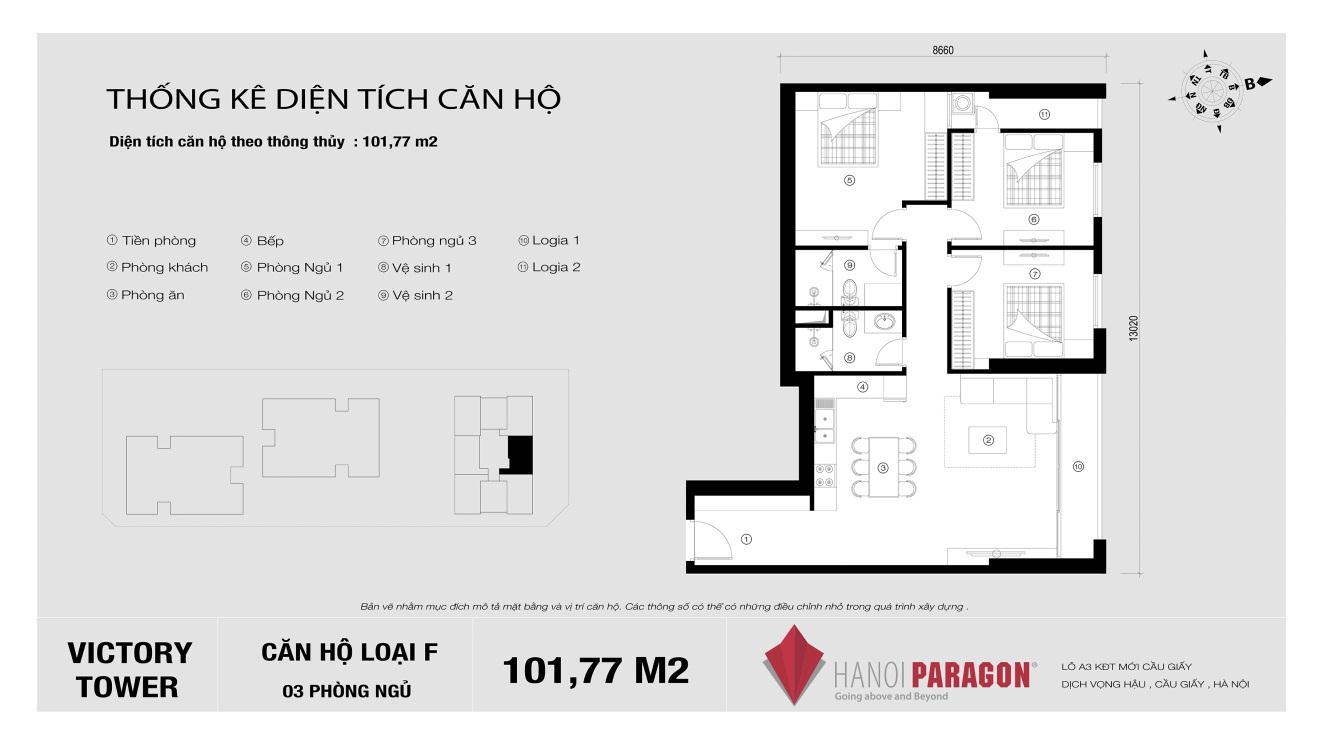 THỐNG KÊ DIỆN TÍCH CĂN HỘ
Diện tích căn hộ theo thông thủy : 101,77 m2
① Tiền phòng
② Phòng khách
③ Phòng ăn
④ Bếp
⑤ Phòng Ngủ 1
⑥ Phòng Ngủ 2
⑦ Phòng ngủ 3
⑧ Vệ sinh 1
⑨ Vệ sinh 2
⑩ Logia 1
⑪ Logia 2
8660
B
13020
⑪
⑤
⑥
⑨
⑦
⑧
④
②
③
⑩
①
Bản vẽ nhằm mục đích mô tả mặt bằng và vị trí căn hộ. Các thông số có thể có những điều chỉnh nhỏ trong quá trình xây dựng .
VICTORY
TOWER
CĂN HỘ LOẠI F
03 PHÒNG NGỦ
101,77 M2
HANOI PARAGON®
Going above and Beyond
LÔ A3 KĐT MỚI CẦU GIẤY
DỊCH VỌNG HẬU , CẦU GIẤY , HÀ NỘI